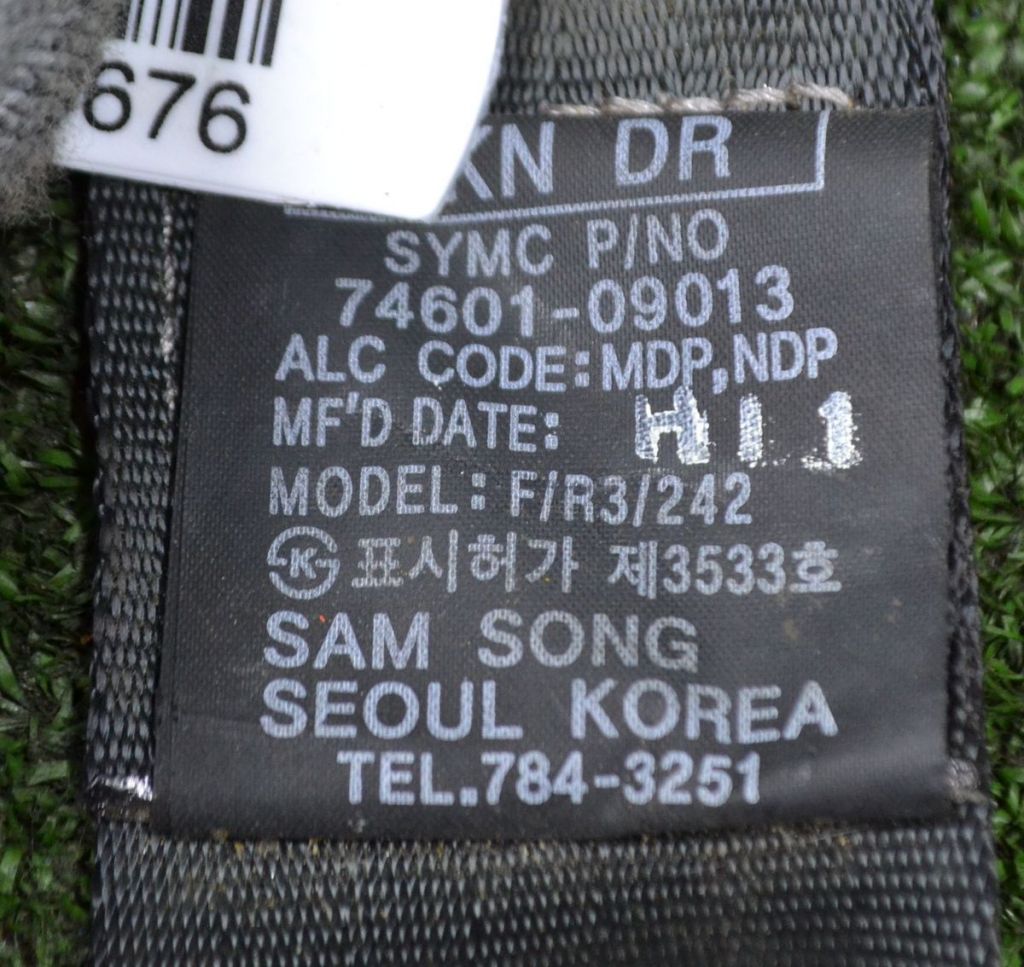 676
KN DR
SYMC P/NO
74601-09013
ALC CODE:MDP,NDP
MF'D DATE: H11
MODEL: F/R3/242
K 표시허가 제3533호
SAM SONG
SEOUL KOREA
TEL.784-3251